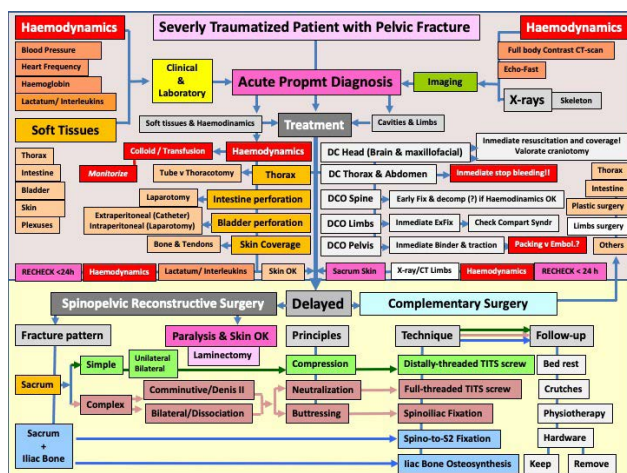 Haemodynamics
Severly Traumatized Patient with Pelvic Fracture
Haemodynamics
Blood Pressure
Heart Frequency
Haemoglobin
Lactatum/ Interleukins
Clinical
&
Laboratory
Acute Propmt Diagnosis
Imaging
Full body Contrast CT-scan
Echo-Fast
X-rays
Skeleton
Soft Tissues
Soft tissues & Haemodinamics
Treatment
Cavities & Limbs
Thorax
Intestine
Bladder
Skin
Plexuses
Colloid / Transfusion
Haemodynamics
Monitorize
Tube v Thoracotomy
Thorax
Laparotomy
Intestine perforation
Extraperitoneal (Catheter)
Intraperitoneal (Laparotomy)
Bladder perforation
Bone & Tendons
Skin Coverage
DC Head (Brain & maxillofacial)
Inmediate resuscitation and coverage!
Valorate craniotomy
DC Thorax & Abdomen
Inmediate stop bleeding!!
DCO Spine
Early Fix & decomp (?) if Haemodinamics OK
DCO Limbs
Inmediate ExFix
Check Compart Syndr
DCO Pelvis
Inmediate Binder & traction
Packing v Embol.?
Thorax
Intestine
Plastic surgery
Limbs surgery
Others
RECHECK <24h
Haemodynamics
Lactatum/ Interleukins
Skin OK
Sacrum Skin
X-ray/CT Limbs
Haemodynamics
RECHECK < 24 h
Spinopelvic Reconstructive Surgery
Delayed
Complementary Surgery
Fracture pattern
Paralysis & Skin OK
Laminectomy
Principles
Technique
Follow-up
Sacrum
Simple
Unilateral
Bilateral
Compression
Distally-threaded TITS screw
Complex
Comminutive/Denis II
Bilateral/Dissociation
Neutralization
Buttressing
Full-threaded TITS screw
Spinoiliac Fixation
Sacrum
+
Iliac Bone
Spino-to-S2 Fixation
Iliac Bone Osteosynthesis
Bed rest
Crutches
Physiotherapy
Hardware
Keep
Remove